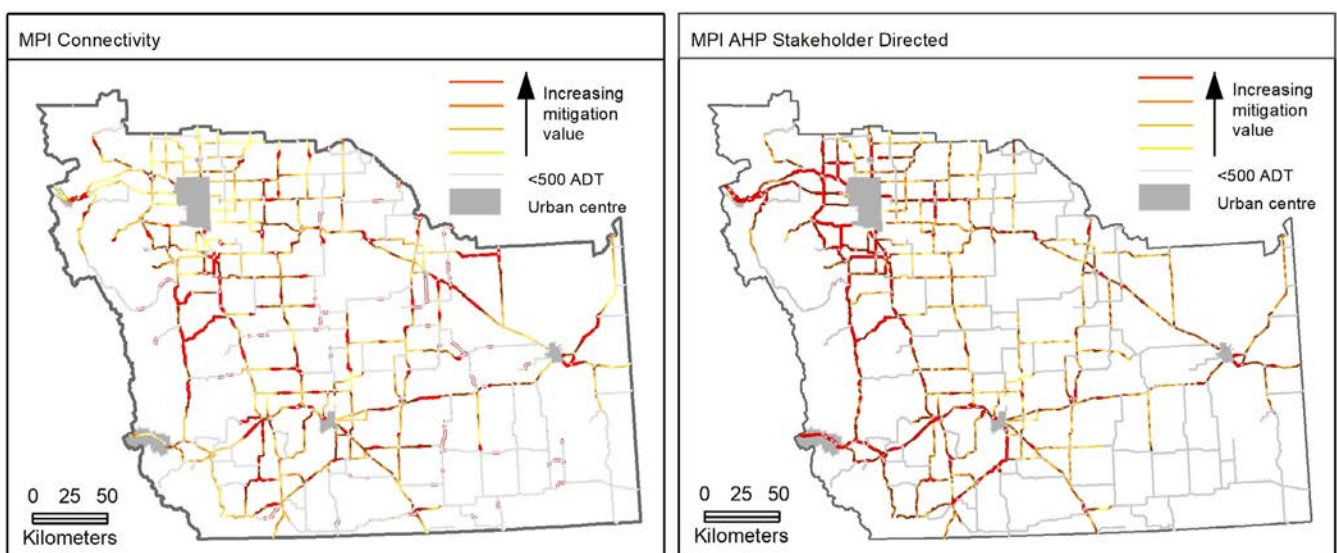 MPI Connectivity
Increasing
mitigation
value
<500 ADT
Urban centre
0 25 50
Kilometers
MPI AHP Stakeholder Directed
Increasing
mitigation
value
<500 ADT
Urban centre
0 25 50
Kilometers